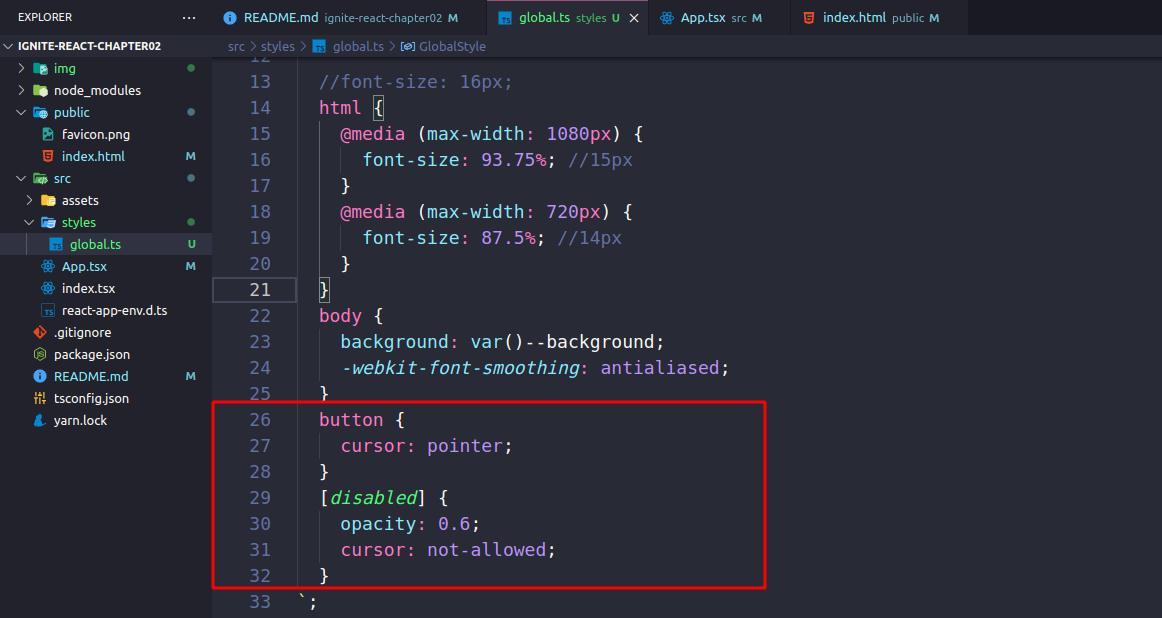 EXPLORER ...
README.md ignite-react-chapter02 M
global.ts styles U
App.tsx src M
index.html public M
IGNITE-REACT-CHAPTER02
img
node_modules
public
favicon.png
index.html M
src
assets
styles
global.ts U
App.tsx M
index.tsx
react-app-env.d.ts
.gitignore
package.json
README.md M
tsconfig.json
yarn.lock
src > styles > global.ts > GlobalStyle
12
13 //font-size: 16px;
14 html {
15 @media (max-width: 1080px) {
16 font-size: 93.75%; //15px
17 }
18 @media (max-width: 720px) {
19 font-size: 87.5%; //14px
20 }
21 }
22 body {
23 background: var()--background;
24 -webkit-font-smoothing: antialiased;
25 }
26 button {
27 cursor: pointer;
28 }
29 [disabled] {
30 opacity: 0.6;
31 cursor: not-allowed;
32 }
33 `;